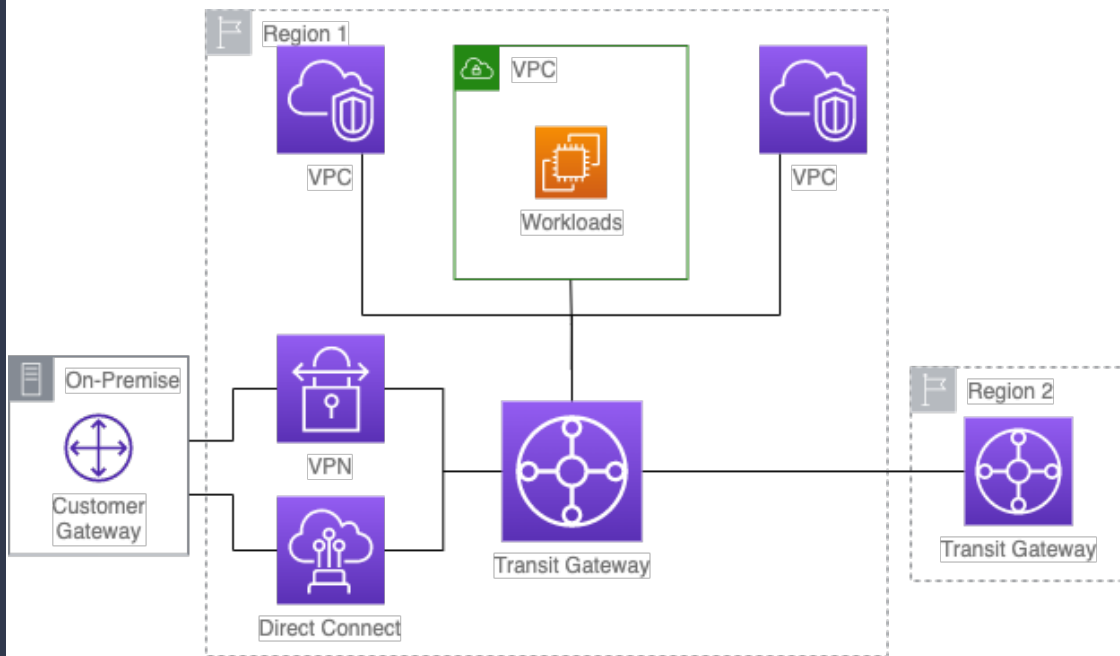 Region 1
VPC
VPC
Workloads
VPC
On-Premise
Customer
Gateway
VPN
Direct Connect
Transit Gateway
Region 2
Transit Gateway